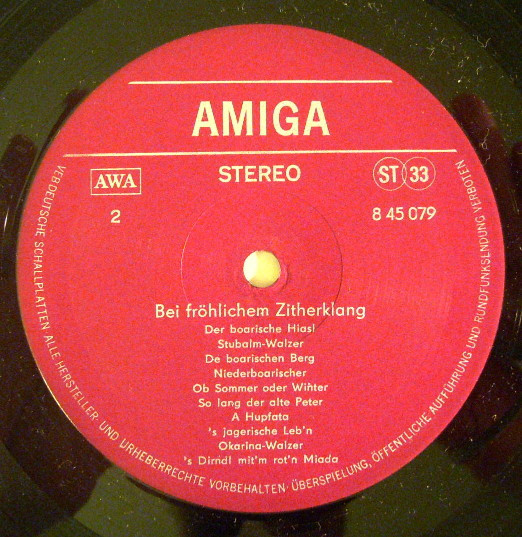 AMIGA
STEREO
AWA
ST 33
2
8 45 079
Bei fröhlichem Zitherklang
Der boarische Hiasl
Stubalm-Walzer
De boarischen Berg
Niederboarischer
Ob Sommer oder Winter
So lang der alte Peter
A Hupfata
's jagerische Leb'n
Okarina-Walzer
's Dirndl mit'm rot'n Miada
VEB DEUTSCHE SCHALLPLATTEN ALLE HERSTELLER- UND URHEBERRECHTE VORBEHALTEN · ÜBERSPIELUNG, ÖFFENTLICHE AUFFÜHRUNG UND RUNDFUNKSENDUNG VERBOTEN